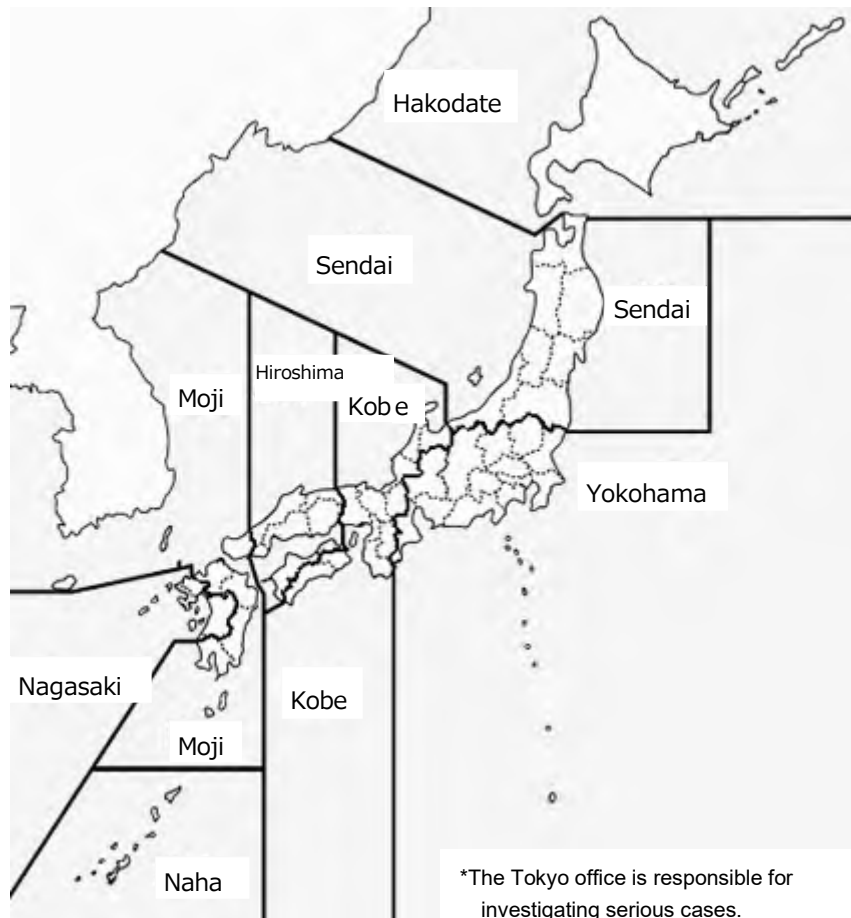 Hakodate
Sendai
Sendai
Hiroshima
Moji
Kobe
Yokohama
Nagasaki
Kobe
Moji
Naha
*The Tokyo office is responsible for
investigating serious cases.